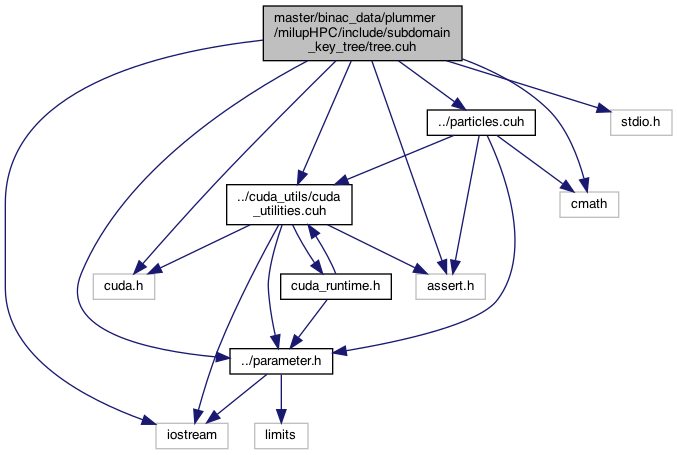 master/binac_data/plummer
/milupHPC/include/subdomain
_key_tree/tree.cuh
../particles.cuh
stdio.h
../cuda_utils/cuda
_utilities.cuh
cmath
cuda.h
cuda_runtime.h
assert.h
../parameter.h
iostream
limits